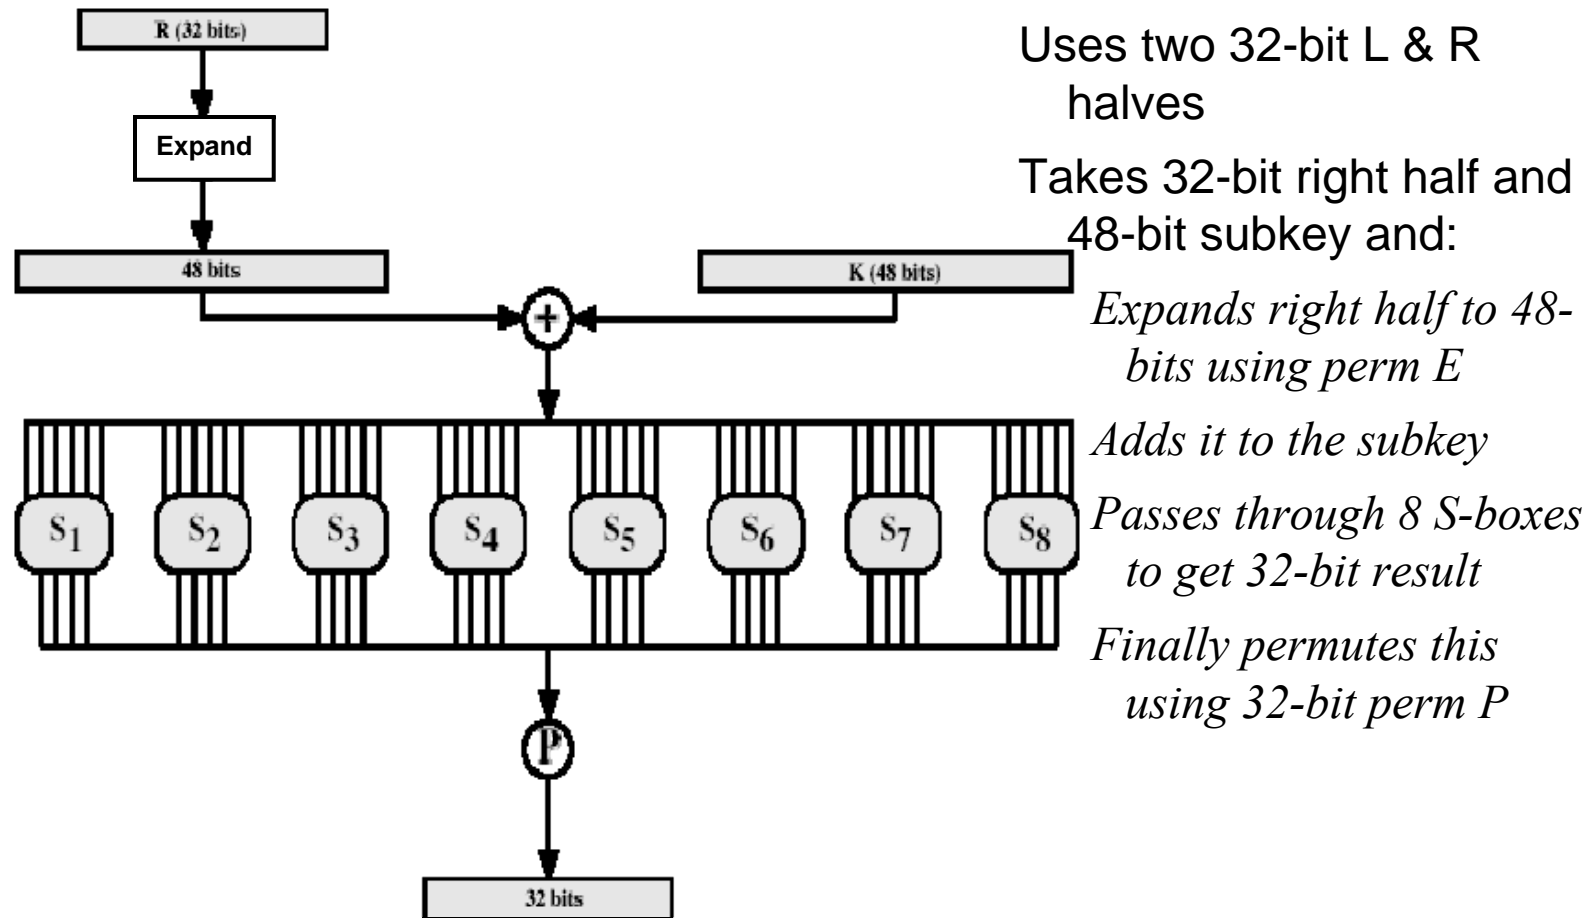 R (32 bits)
Expand
48 bits
K (48 bits)
+
S1
S2
S3
S4
S5
S6
S7
S8
P
32 bits
Uses two 32-bit L & R
halves
Takes 32-bit right half and
48-bit subkey and:
Expands right half to 48-
bits using perm E
Adds it to the subkey
Passes through 8 S-boxes
to get 32-bit result
Finally permutes this
using 32-bit perm P